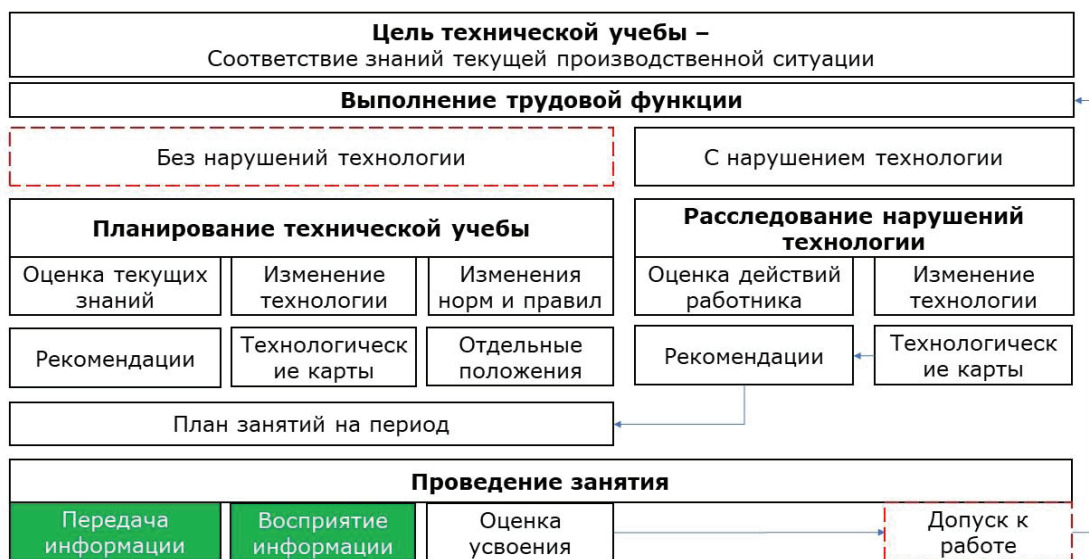 Цель технической учебы –
Соответствие знаний текущей производственной ситуации
Выполнение трудовой функции
Без нарушений технологии
С нарушением технологии
Планирование технической учебы
Расследование нарушений
технологии
Оценка текущих
знаний
Изменение
технологии
Изменения
норм и правил
Оценка действий
работника
Изменение
технологии
Рекомендации
Технологическ
ие карты
Отдельные
положения
Рекомендации
Технологическ
ие карты
План занятий на период
Проведение занятия
Передача
информации
Восприятие
информации
Оценка
усвоения
Допуск к
работе